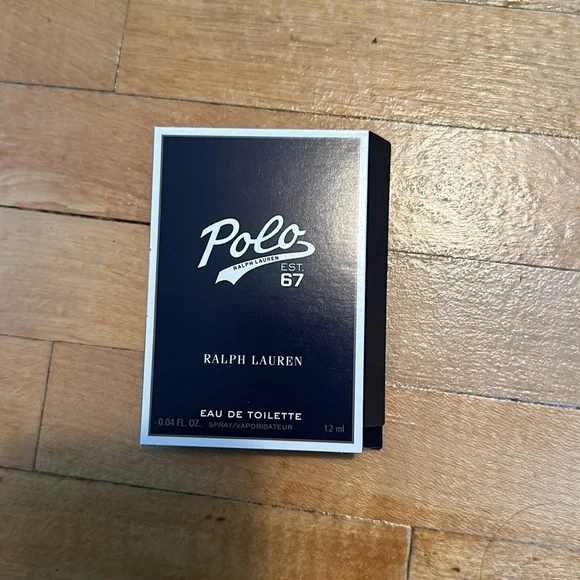 Polo
RALPH LAUREN
EST.
67
RALPH LAUREN
EAU DE TOILETTE
0.04 FL. OZ. SPRAY/VAPORISATEUR 1.2 ml